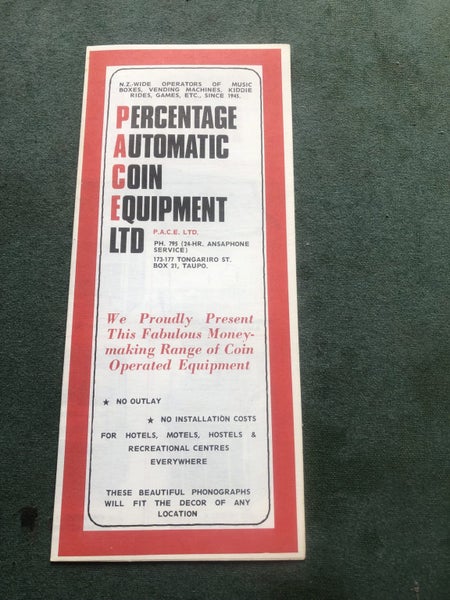 N.Z.-WIDE OPERATORS OF MUSIC
BOXES, VENDING MACHINES, KIDDIE
RIDES, GAMES, ETC., SINCE 1945.
PERCENTAGE
AUTOMATIC
COIN
EQUIPMENT
LTD
P.A.C.E. LTD.
PH. 795 (24-HR. ANSAPHONE
SERVICE)
173-177 TONGARIRO ST.
BOX 21, TAUPO.
We Proudly Present
This Fabulous Money-
making Range of Coin
Operated Equipment
★ NO OUTLAY
★ NO INSTALLATION COSTS
FOR HOTELS, MOTELS, HOSTELS &
RECREATIONAL CENTRES
EVERYWHERE
THESE BEAUTIFUL PHONOGRAPHS
WILL FIT THE DECOR OF ANY
LOCATION